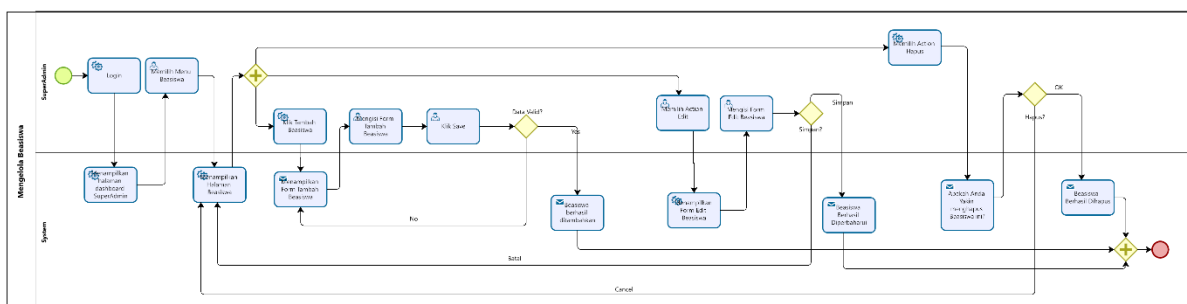 Mengelola Beasiswa
SuperAdmin
System
Login
Memilih Menu
Beasiswa
Menampilkan
halaman
dashboard
SuperAdmin
Menampilkan
Halaman
Beasiswa
Klik Tambah
Beasiswa
Mengisi Form
Tambah
Beasiswa
Klik Save
Data Valid?
Yes
No
Menampilkan
Form Tambah
Beasiswa
Beasiswa
berhasil
ditambahkan
Memilih Action
Edit
Menampilkan
Form Edit
Beasiswa
Mengisi Form
Edit Beasiswa
Simpan
Simpan?
Batal
Beasiswa
Berhasil
Diperbaharui
Memilih Action
Hapus
Apakah Anda
Yakin
menghapus
Beasiswa ini?
Hapus?
OK
Cancel
Beasiswa
Berhasil Dihapus